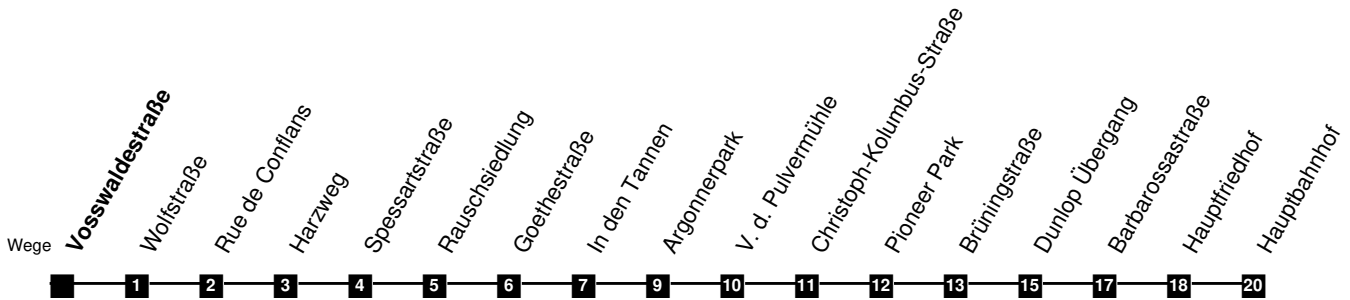 Wege
Vosswaldestraße
Wolfstraße
Rue de Conflans
Harzweg
Spessartstraße
Rauschsiedlung
Goethestraße
In den Tannen
Argonnerpark
V. d. Pulvermühle
Christoph-Kolumbus-Straße
Pioneer Park
Brüningstraße
Dunlop Übergang
Barbarossastraße
Hauptfriedhof
Hauptbahnhof
1 2 3 4 5 6 7 9 10 11 12 13 15 17 18 20